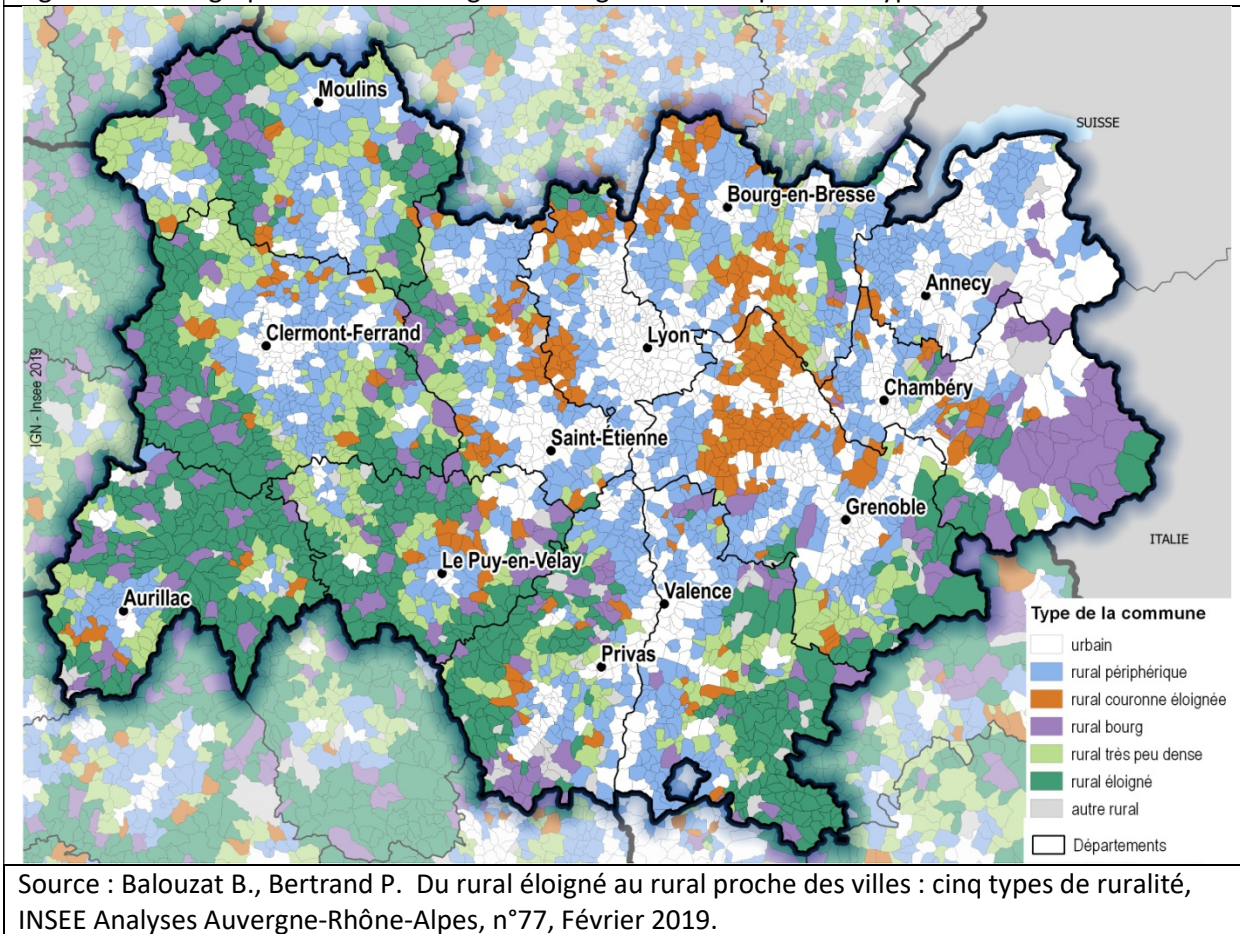 Moulins
SUISSE
Bourg-en-Bresse
Annecy
Clermont-Ferrand
Lyon
IGN - Insee 2019
Chambéry
Saint-Étienne
Grenoble
ITALIE
Le Puy-en-Velay
Aurillac
Valence
Privas
Type de la commune
urbain
rural périphérique
rural couronne éloignée
rural bourg
rural très peu dense
rural éloigné
autre rural
Départements
Source : Balouzat B., Bertrand P. Du rural éloigné au rural proche des villes : cinq types de ruralité,
INSEE Analyses Auvergne-Rhône-Alpes, n°77, Février 2019.